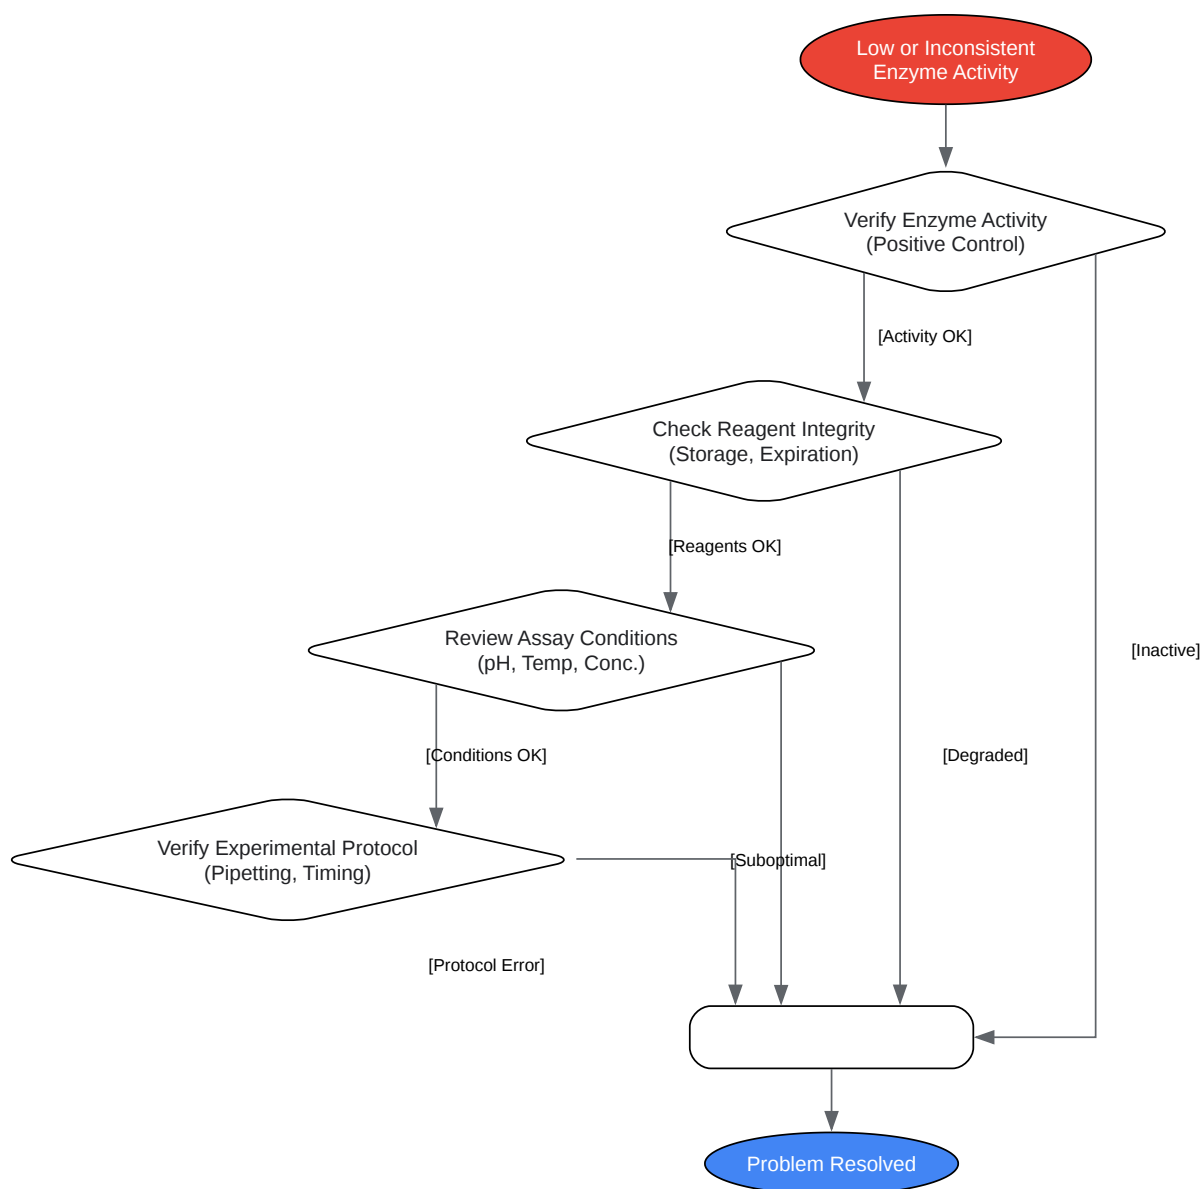 Low or Inconsistent
Enzyme Activity
Verify Enzyme Activity
(Positive Control)
[Activity OK]
Check Reagent Integrity
(Storage, Expiration)
[Reagents OK]
Review Assay Conditions
(pH, Temp, Conc.)
[Inactive]
[Conditions OK]
[Degraded]
Verify Experimental Protocol
(Pipetting, Timing)
[Suboptimal]
[Protocol Error]
Problem Resolved